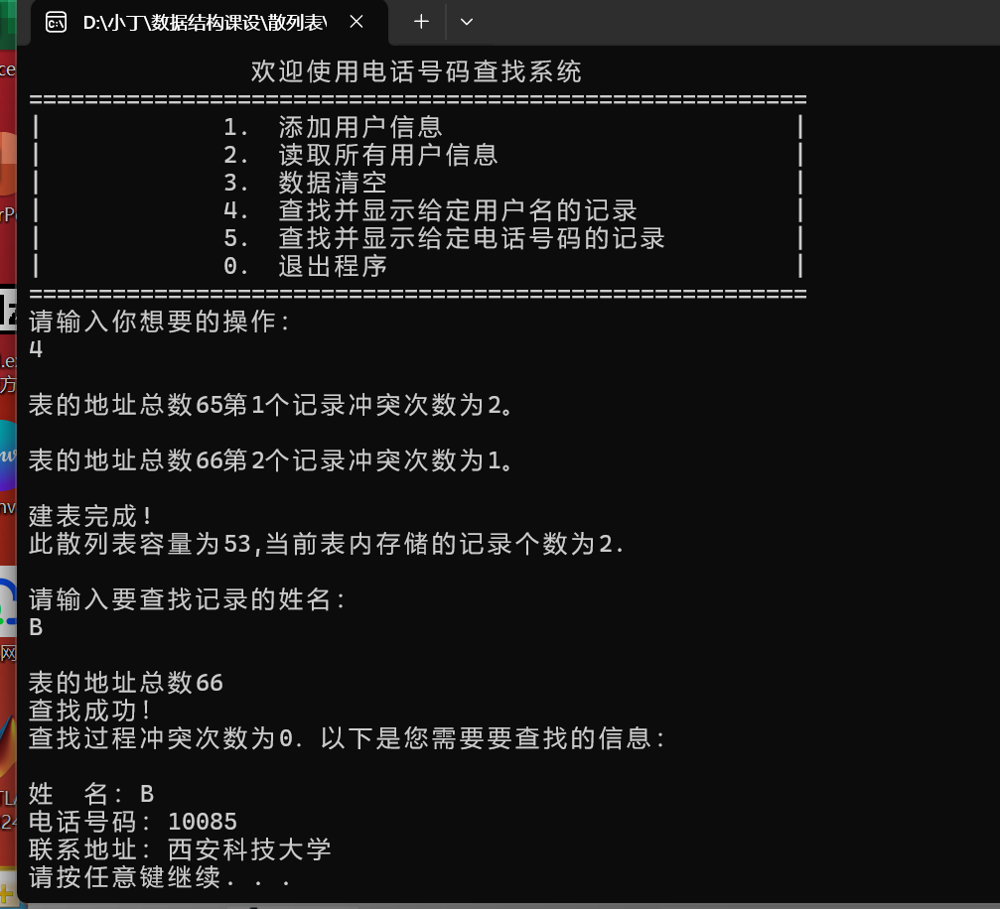 D:\小丁\数据结构课设\散列表\
欢迎使用电话号码查找系统
========================================================
| 1. 添加用户信息 |
| 2. 读取所有用户信息 |
| 3. 数据清空 |
| 4. 查找并显示给定用户名的记录 |
| 5. 查找并显示给定电话号码的记录 |
| 0. 退出程序 |
========================================================
请输入你想要的操作:
4
表的地址总数65第1个记录冲突次数为2。
表的地址总数66第2个记录冲突次数为1。
建表完成!
此散列表容量为53,当前表内存储的记录个数为2.
请输入要查找记录的姓名:
B
表的地址总数66
查找成功!
查找过程冲突次数为0. 以下是您需要要查找的信息:
姓 名: B
电话号码: 10085
联系地址: 西安科技大学
请按任意键继续. . .